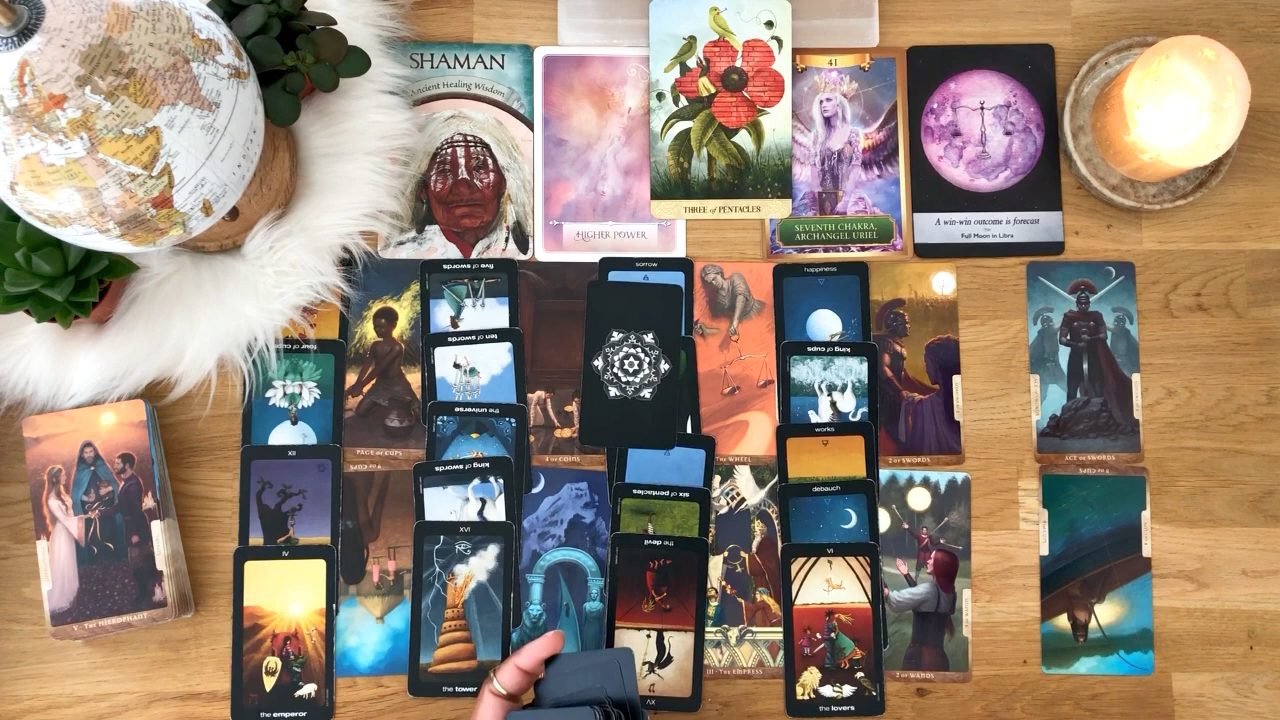 SHAMAN
Ancient Healing Wisdom
HIGHER POWER
THREE of PENTACLES
41
SEVENTH CHAKRA,
ARCHANGEL URIEL
A win-win outcome is forecast
Full Moon in Libra
five of swords
sorrow
happiness
four of cups
ten of swords
king of cups
the universe
works
PAGE of CUPS
4 of COINS
THE WHEEL
2 of SWORDS
ACE of SWORDS
XII
king of swords
six of pentacles
debauch
IV
XVI
the devil
VI
V - THE HIEROPHANT
III - THE EMPRESS
2 of WANDS
the emperor
the tower
XV
the lovers